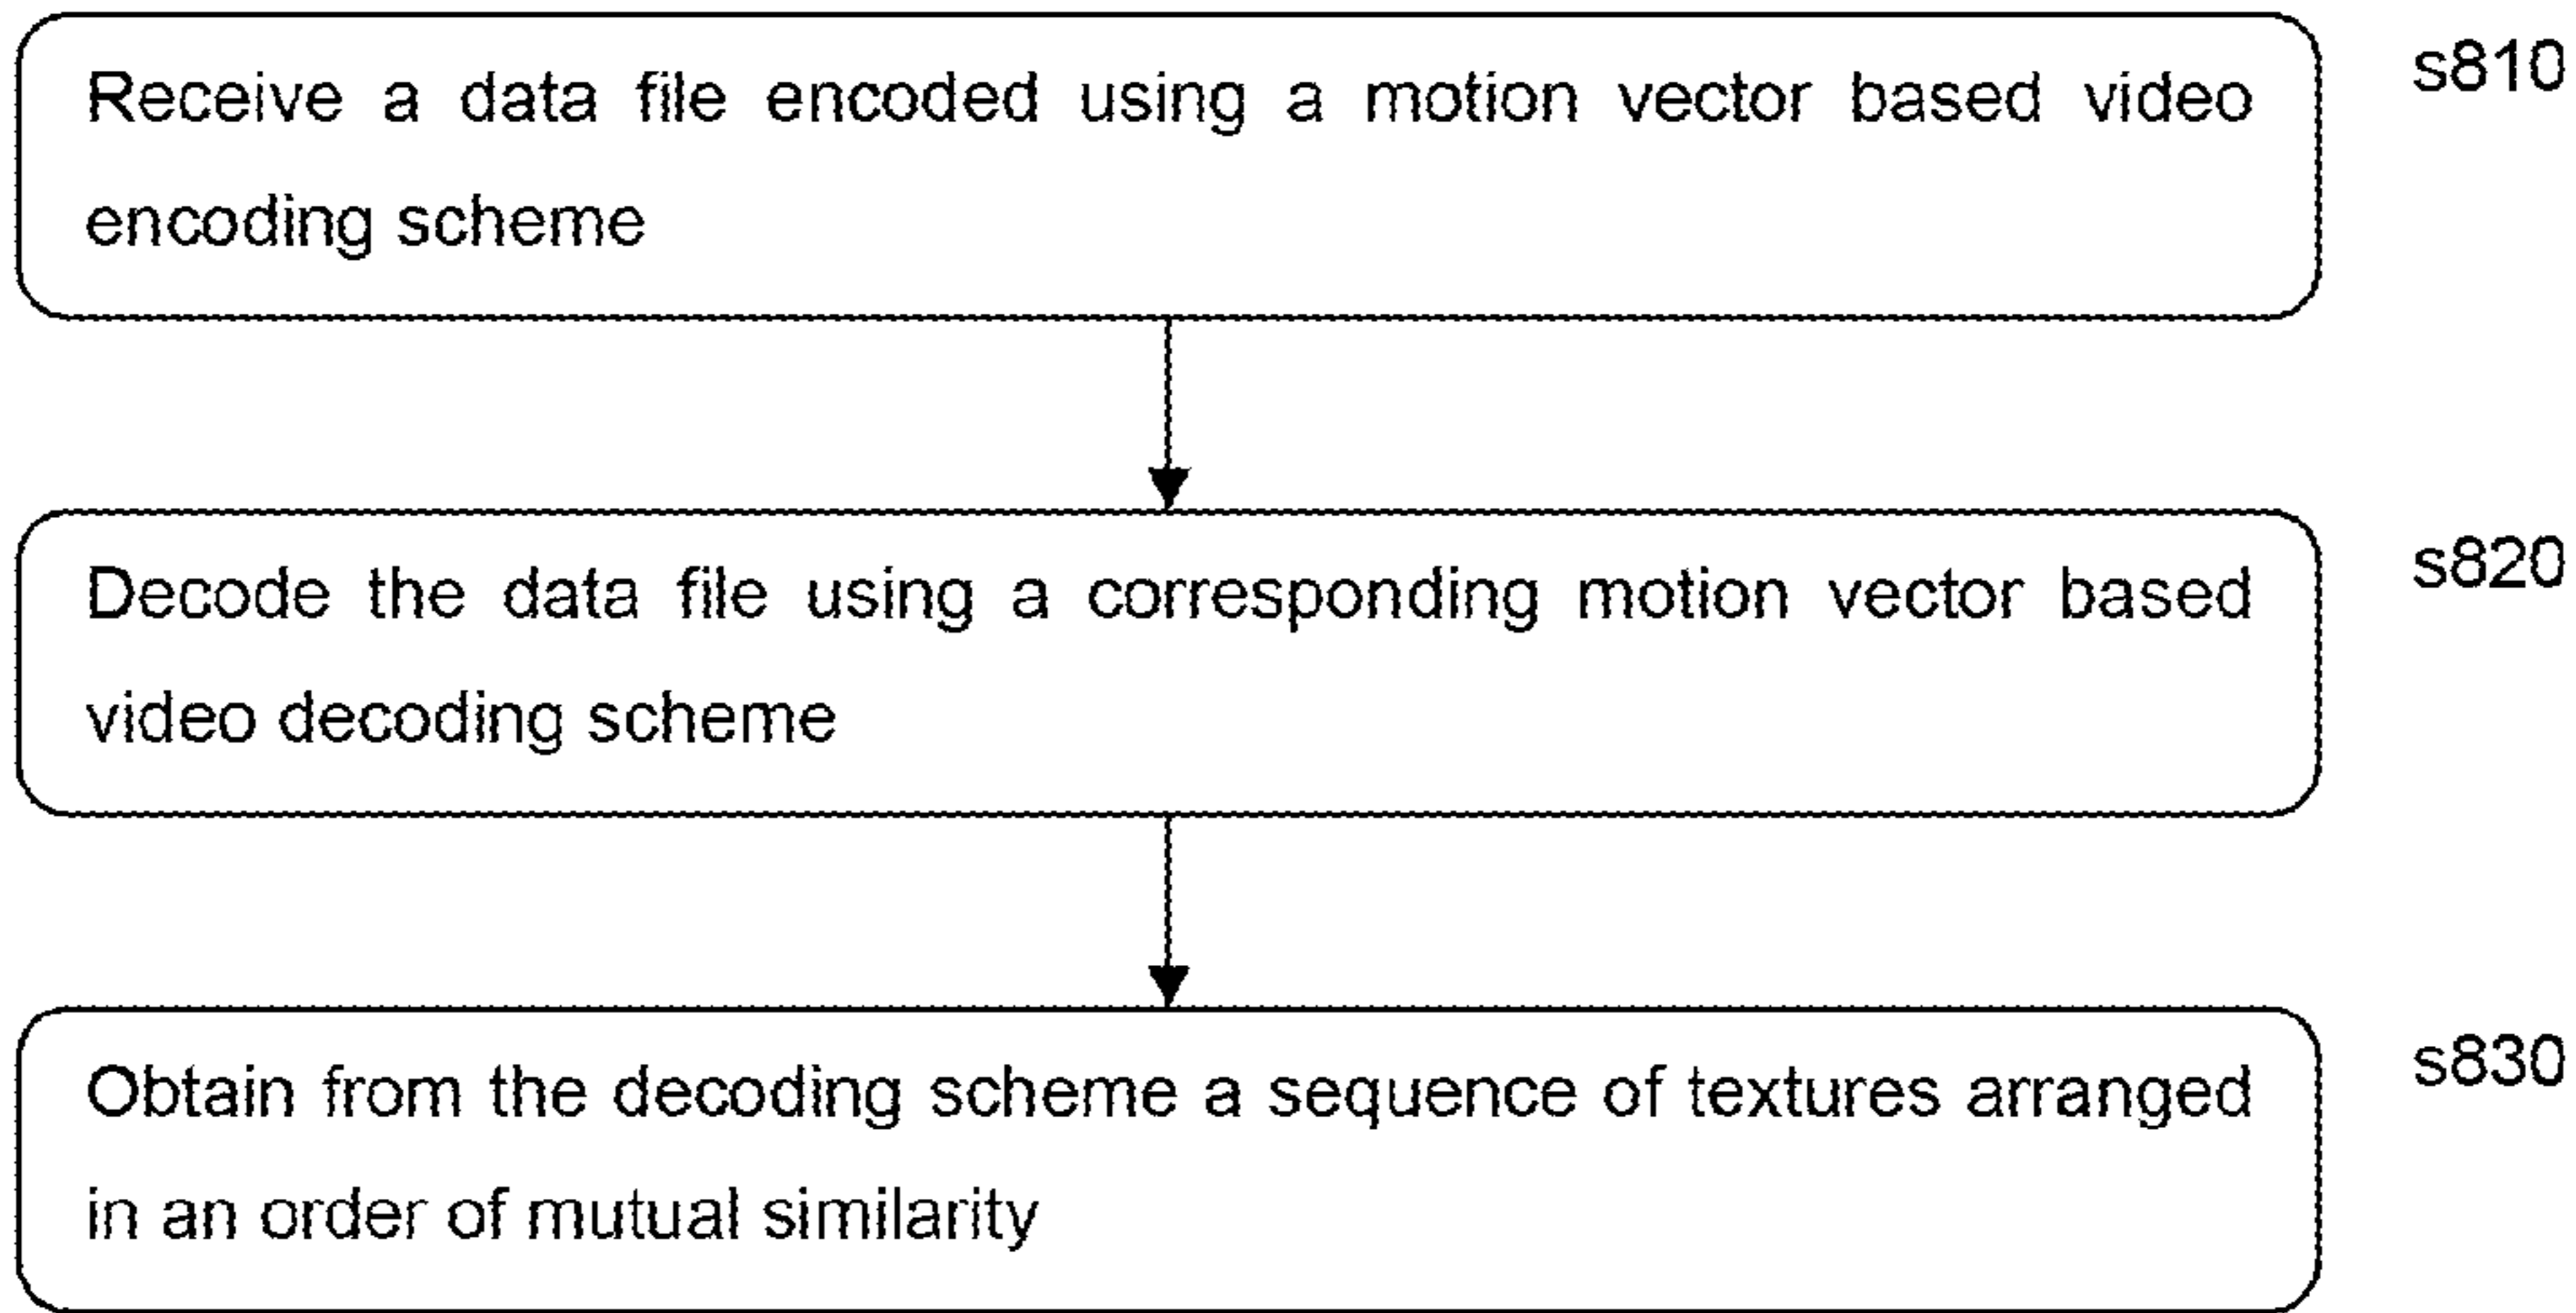 Receive a data file encoded using a motion vector based video
encoding scheme
s810
Decode the data file using a corresponding motion vector based
video decoding scheme
s820
Obtain from the decoding scheme a sequence of textures arranged
in an order of mutual similarity
s830